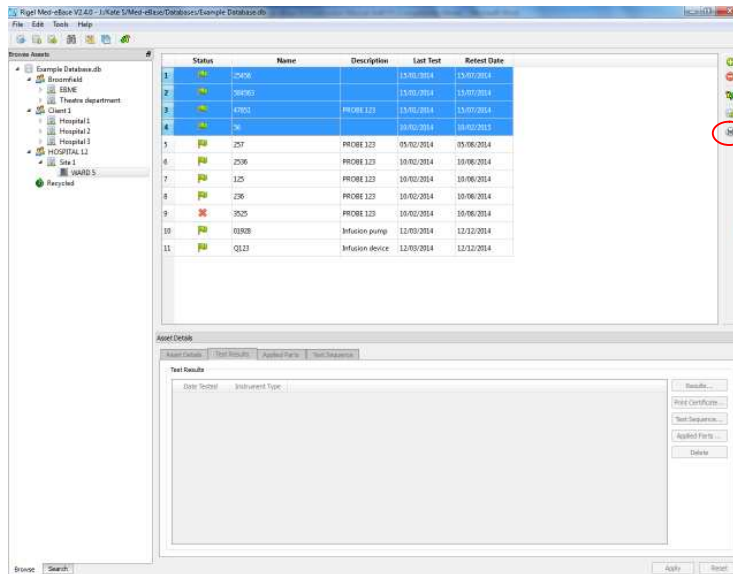 Rigel Med-eBase V2.4.0 - J:/Kate S/Med-eBase/Databases/Example Database.db
File Edit Tools Help
Browse Assets
Example Database.db
Broomfield
EBME
Theatre department
Client 1
Hospital 1
Hospital 2
Hospital 3
HOSPITAL 12
Site 1
WARD 5
Recycled
Status Name Description Last Test Retest Date
1 25456 13/01/2014 13/07/2014
2 13/01/2014 13/07/2014
3 47651 PROBE 123 13/01/2014 13/07/2014
4 56 10/02/2014 10/02/2015
5 257 PROBE 123 05/02/2014 05/08/2014
6 2536 PROBE 123 10/02/2014 10/08/2014
7 125 PROBE 123 10/02/2014 10/08/2014
8 236 PROBE 123 10/02/2014 10/08/2014
9 3525 PROBE 123 10/02/2014 10/08/2014
10 01928 Infusion pump 12/03/2014 12/12/2014
11 Q123 Infusion device 12/03/2014 12/12/2014
Asset Details
Asset Details Test Results Applied Parts Test Sequence
Test Results
Date Tested Instrument Type
Results...
Print Certificate...
Test Sequence...
Applied Parts ...
Delete
Browse Search
Apply Reset